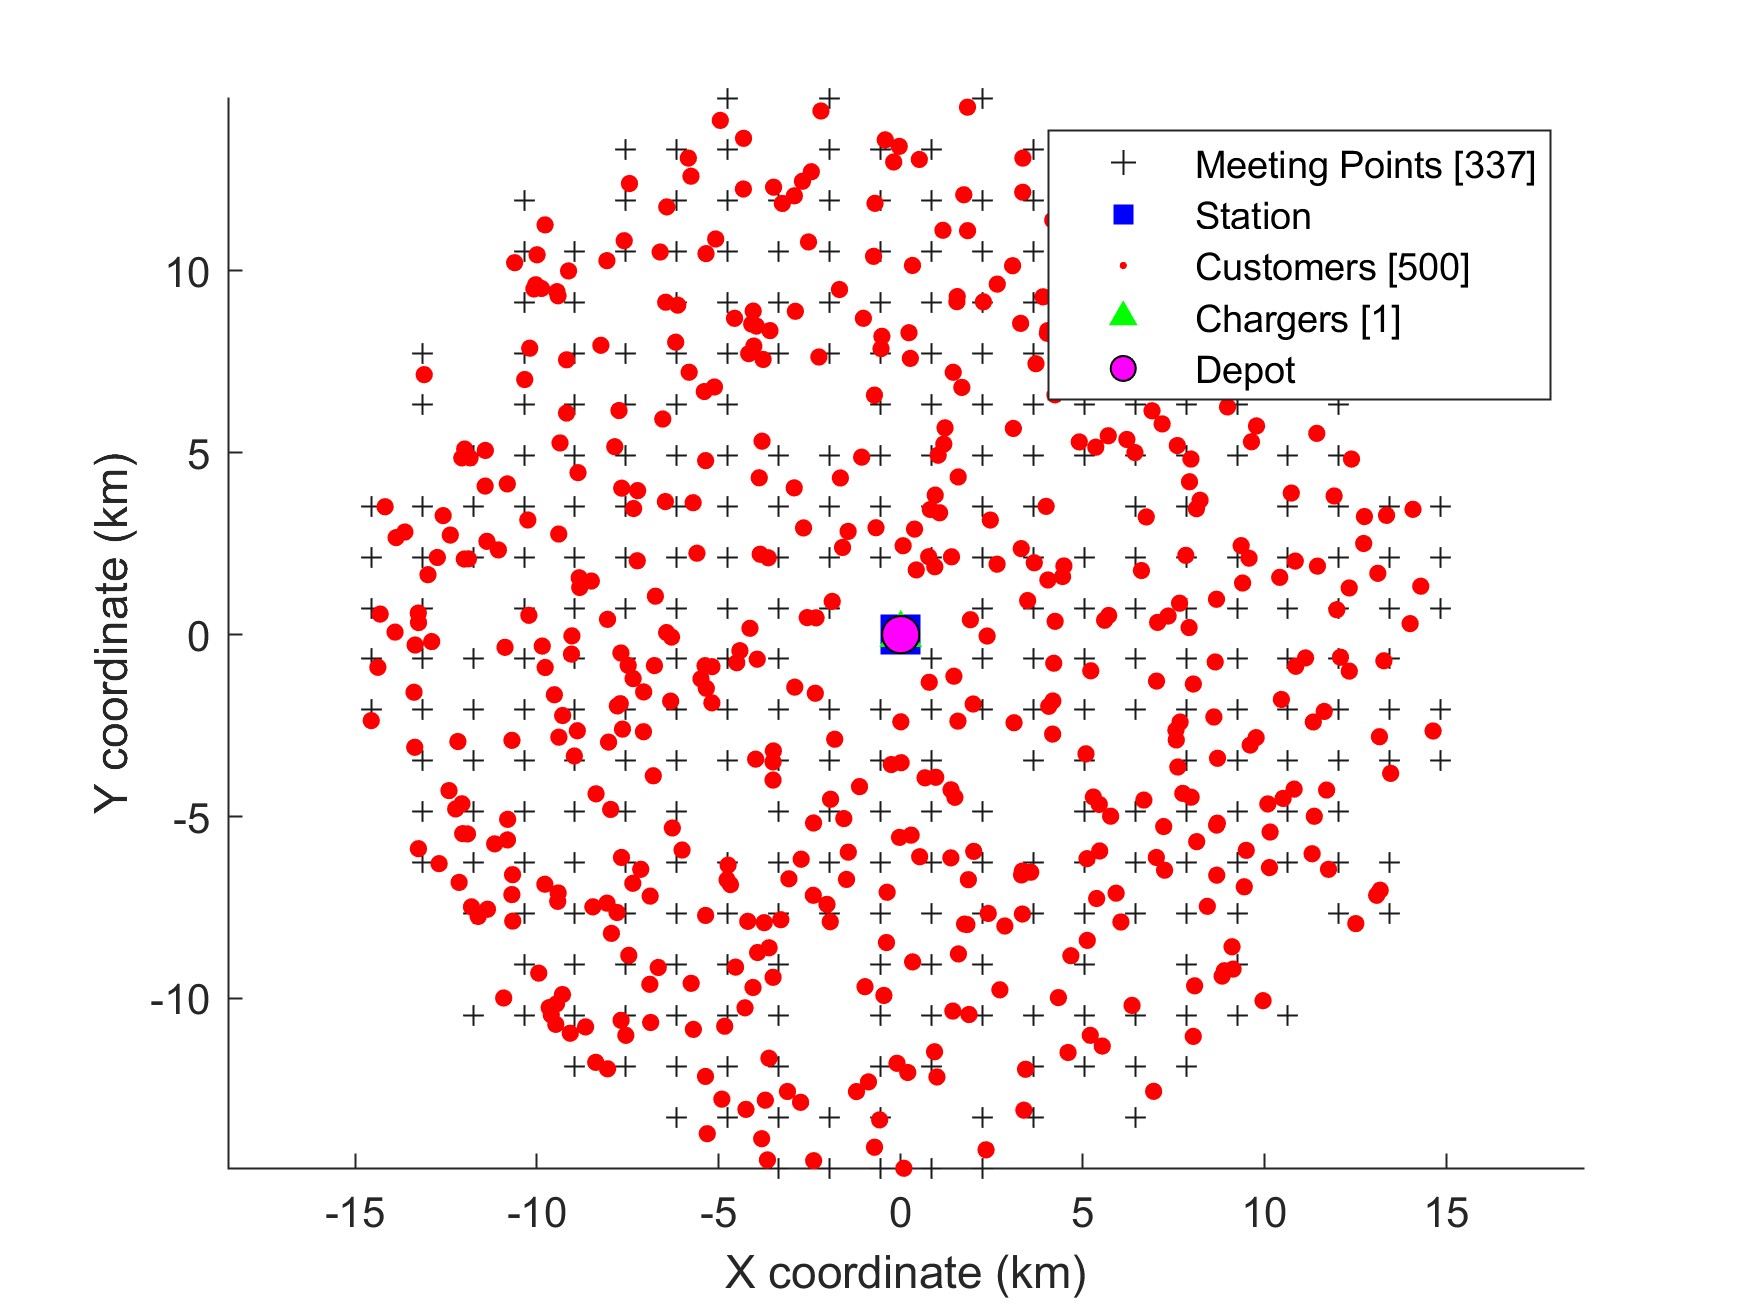 Meeting Points [337]
Station
Customers [500]
Chargers [1]
Depot
10
5
0
-5
-10
Y coordinate (km)
-15 -10 -5 0 5 10 15
X coordinate (km)